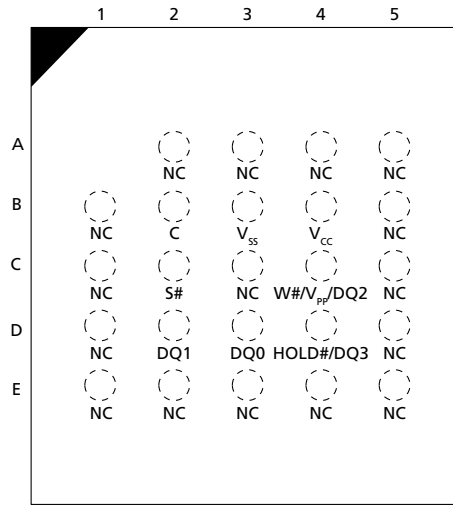 1 2 3 4 5
A
NC NC NC NC
B
NC C VSS VCC NC
C
NC S# NC W#/VPP/DQ2 NC
D
NC DQ1 DQ0 HOLD#/DQ3 NC
E
NC NC NC NC NC